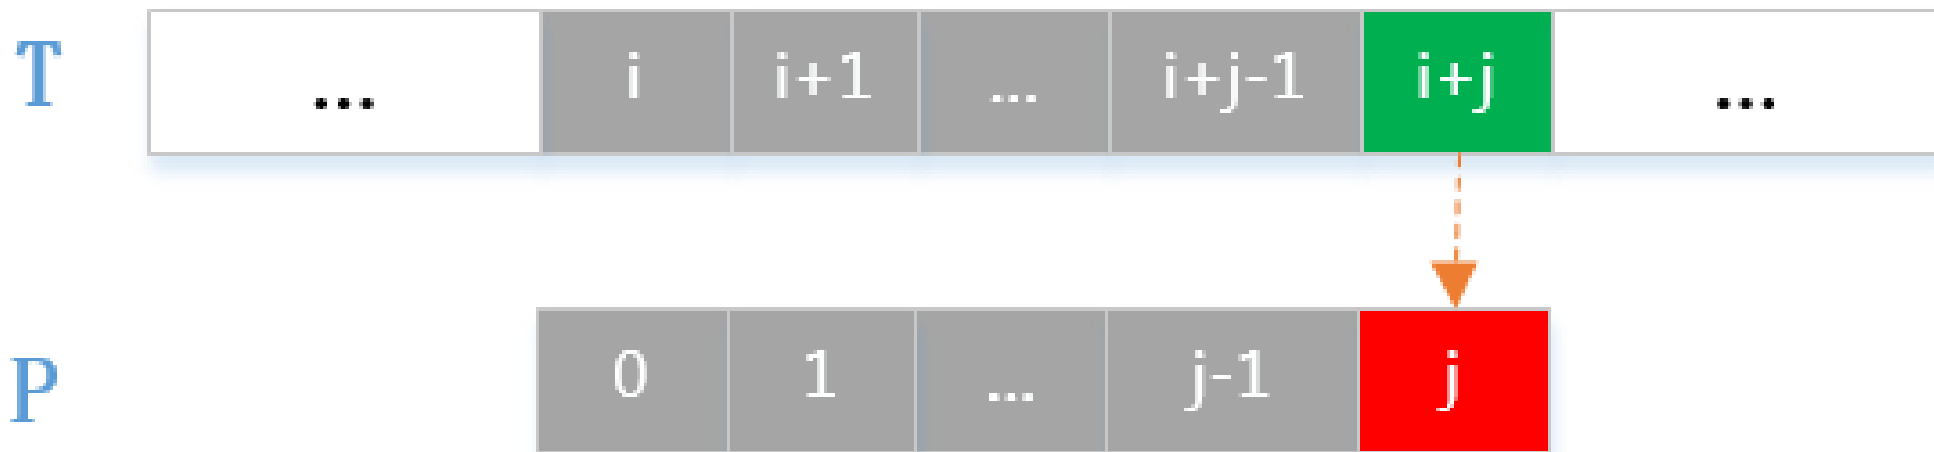 T ... i i+1 ... i+j-1 i+j ...
P 0 1 ... j-1 j